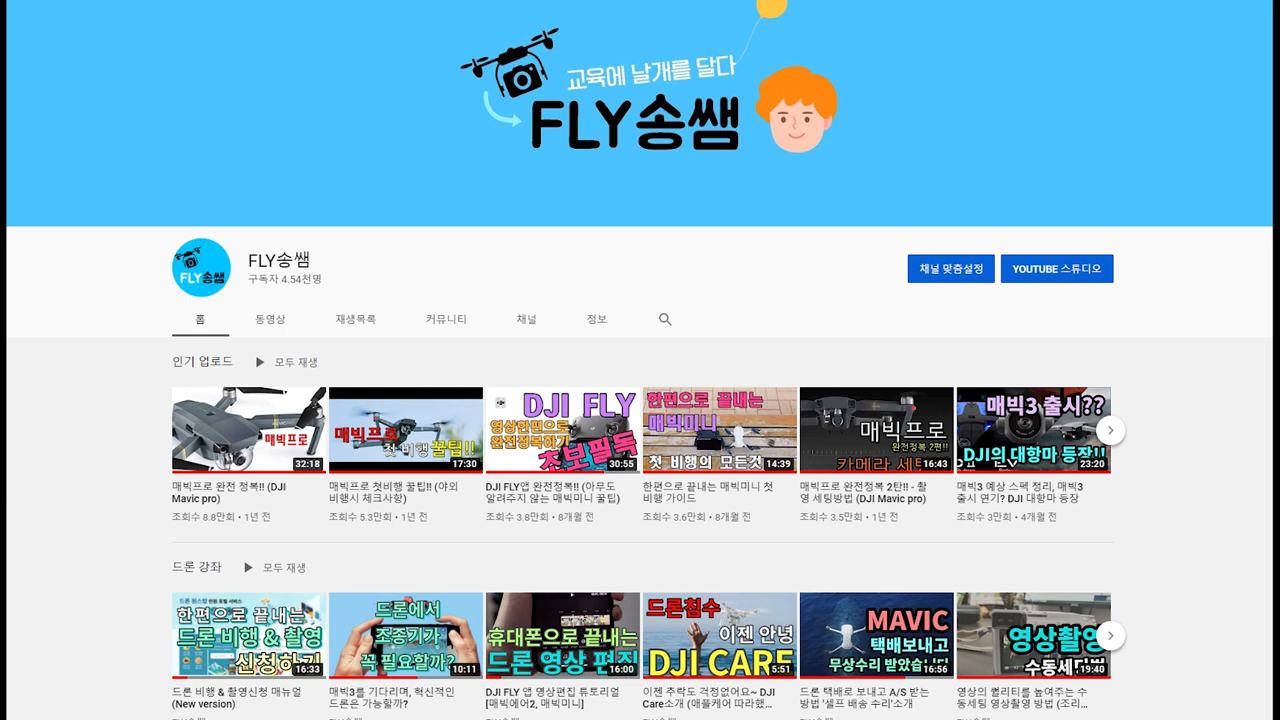 교육에 날개를 달다
FLY송쌤
FLY송쌤
FLY송쌤
구독자 4.54천명
채널 맞춤설정
YOUTUBE 스튜디오
홈
동영상
재생목록
커뮤니티
채널
정보
인기 업로드
모두 재생
매빅프로
32:18
매빅프로
첫 비행 꿀팁!!
17:30
DJI FLY
영상한편으로
완전정복하기
초보필독
30:55
한편으로 끝내는
매빅미니
첫 비행의 모든것
14:39
매빅프로
완전정복 2편!!
카메라 세팅
16:43
매빅3 출시??
DJI의 대항마 등장!!
23:20
매빅프로 완전 정복!! (DJI
Mavic pro)
조회수 8.8만회 • 1년 전
매빅프로 첫비행 꿀팁!! (야외
비행시 체크사항)
조회수 5.3만회 • 1년 전
DJI FLY앱 완전정복!! (아무도
알려주지 않는 매빅미니 꿀팁)
조회수 3.8만회 • 8개월 전
한편으로 끝내는 매빅미니 첫
비행 가이드
조회수 3.6만회 • 8개월 전
매빅프로 완전정복 2탄!! - 촬
영 세팅방법 (DJI Mavic pro)
조회수 3.5만회 • 1년 전
매빅3 예상 스펙 정리, 매빅3
출시 연기? DJI 대항마 등장
조회수 3만회 • 4개월 전
드론 강좌
모두 재생
드론 원스탑 민원 포털 서비스
한편으로 끝내는
드론 비행 & 촬영
신청하기
16:33
드론에서
조종기가
꼭 필요할까?
10:11
휴대폰으로 끝내는
드론 영상 편집
16:00
드론침수
이젠 안녕
DJI CARE
5:51
MAVIC
택배보내고
무상수리 받았습니다
16:56
영상촬영
수동세팅법
19:40
드론 비행 & 촬영신청 매뉴얼
(New version)
매빅3를 기다리며, 혁신적인
드론은 가능할까?
DJI FLY 앱 영상편집 튜토리얼
[매빅에어2, 매빅미니]
이젠 추락도 걱정없어요~ DJI
Care소개 (애플케어 따라했...
드론 택배로 보내고 A/S 받는
방법 '셀프 배송 수리'소개
영상의 퀄리티를 높여주는 수
동세팅 영상촬영 방법 (조리...